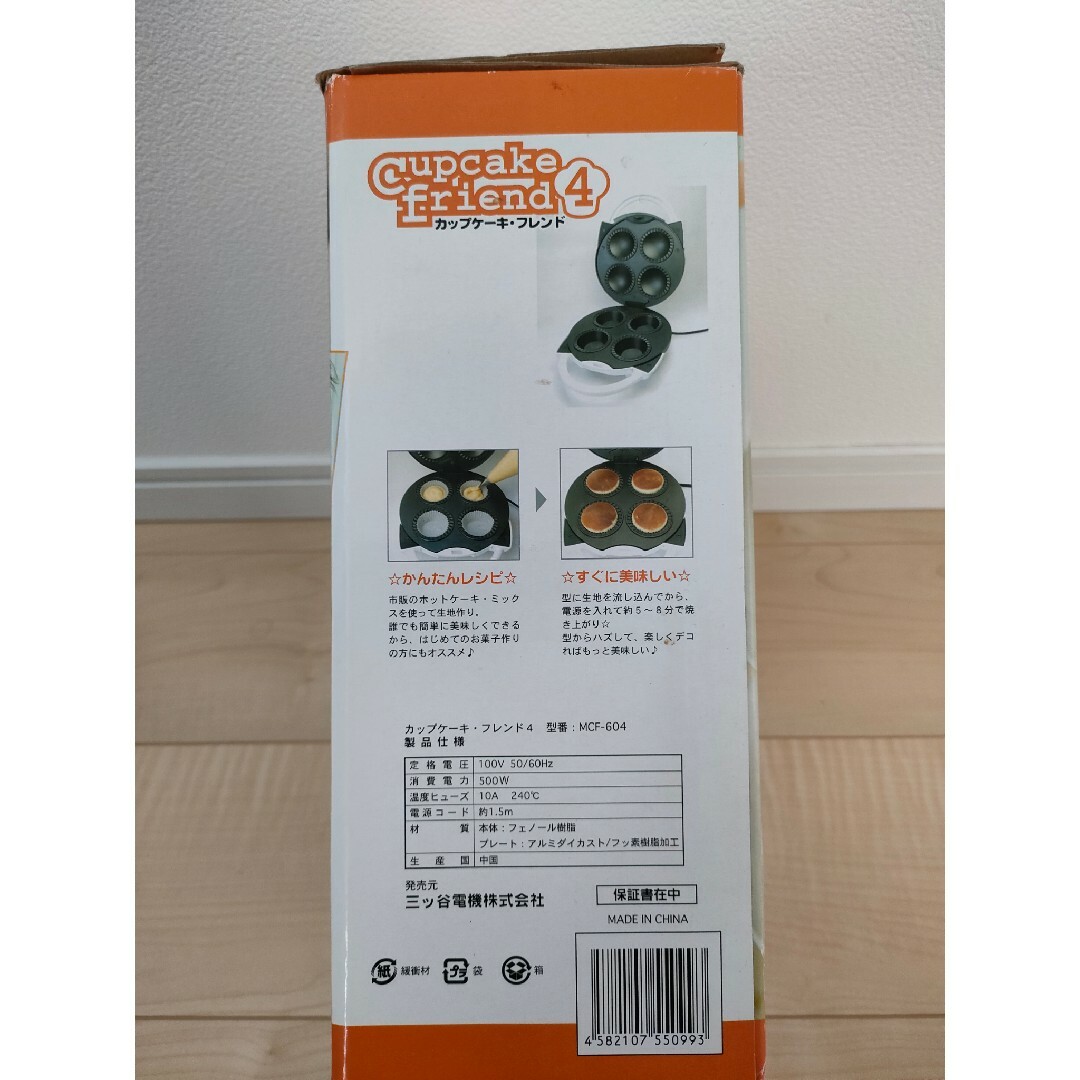 Cupcake
friend 4
カップケーキ・フレンド
☆かんたんレシピ☆
市販のホットケーキ・ミック
スを使って生地作り。
誰でも簡単に美味しくできる
から、はじめてのお菓子作り
の方にもオススメ♪
☆すぐに美味しい☆
型に生地を流し込んでから、
電源を入れて約5～8分で焼
き上がり☆
型からハズして、楽しくデコ
ればもっと美味しい♪
カップケーキ・フレンド4 型番：MCF-604
製品仕様
定格電圧 100V 50/60Hz
消費電力 500W
温度ヒューズ 10A 240℃
電源コード 約1.5m
材質 本体：フェノール樹脂
プレート：アルミダイカスト/フッ素樹脂加工
生産国 中国
発売元
三ッ谷電機株式会社
保証書在中
MADE IN CHINA
紙 緩衝材 プラ 袋 箱
4 582107 550993